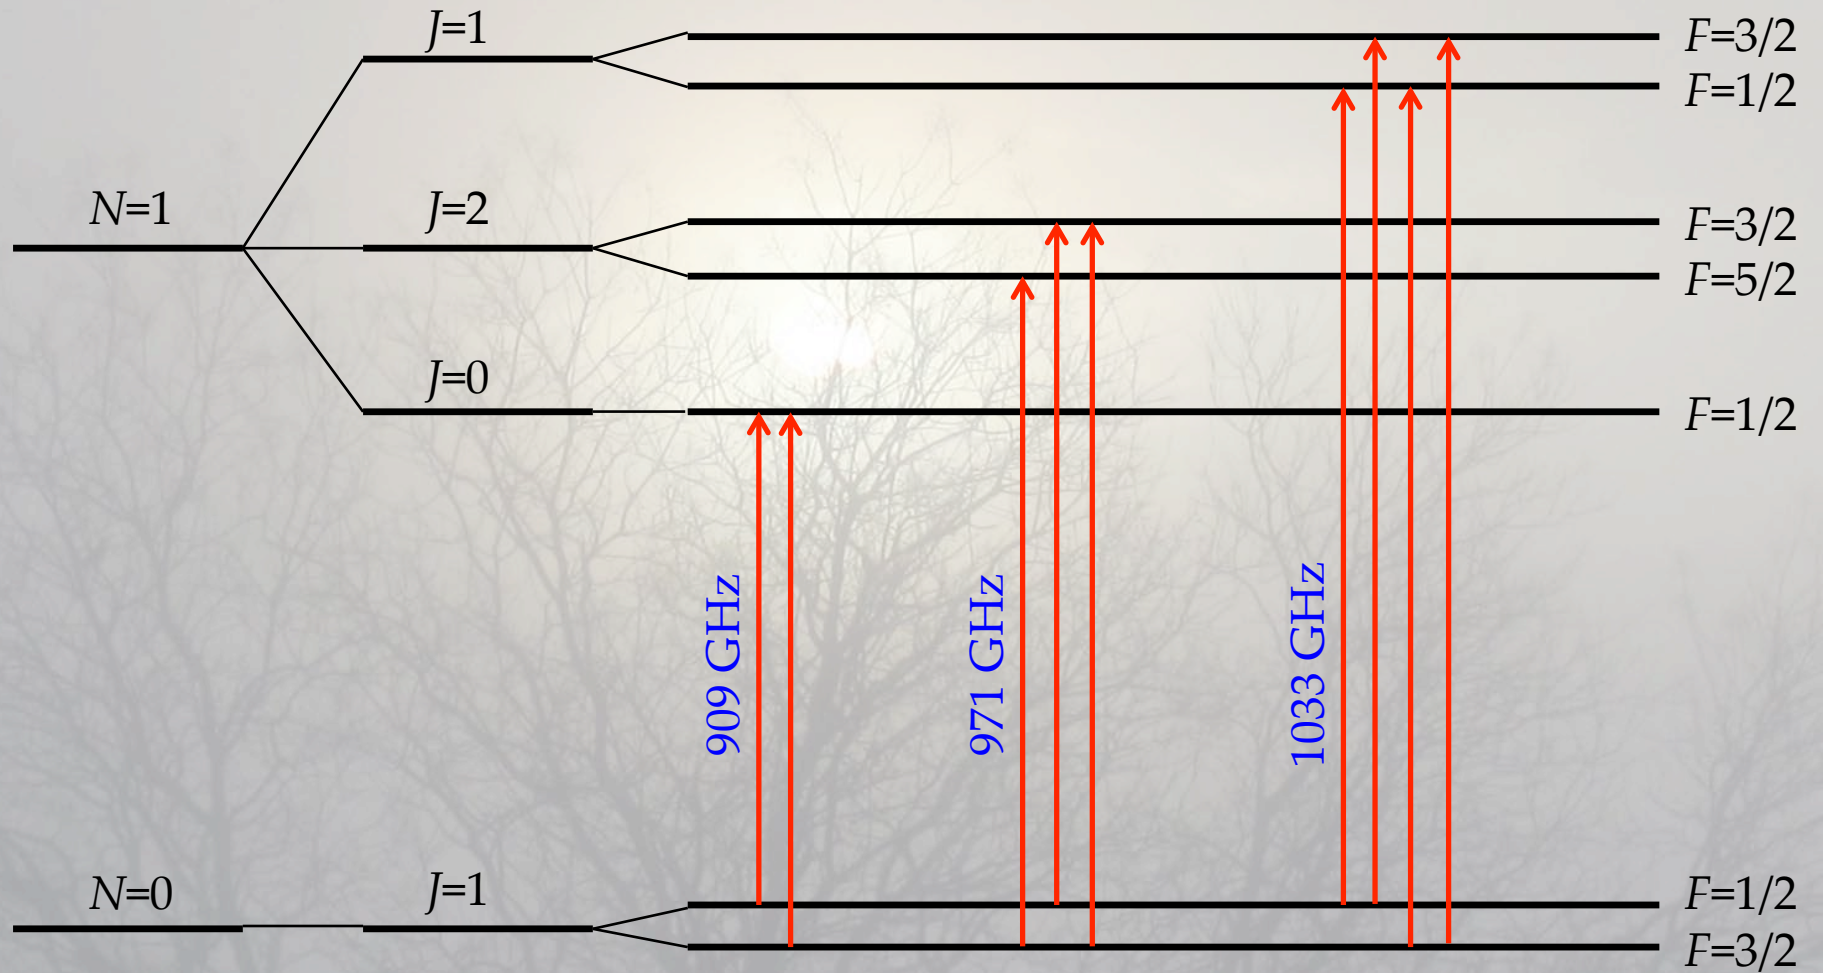 J=1
F=3/2
F=1/2
N=1
J=2
F=3/2
F=5/2
J=0
F=1/2
909 GHz
971 GHz
1033 GHz
N=0
J=1
F=1/2
F=3/2